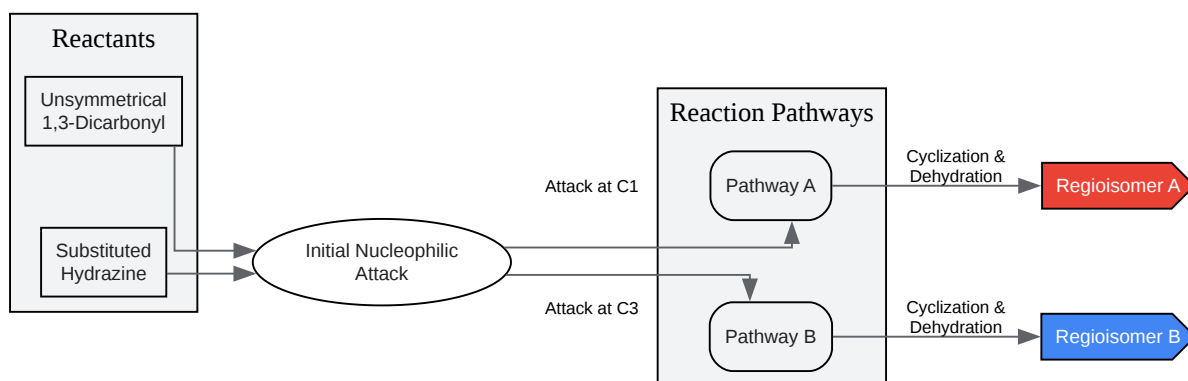 Reactants
Unsymmetrical
1,3-Dicarbonyl
Substituted
Hydrazine
Initial Nucleophilic
Attack
Attack at C1
Attack at C3
Reaction Pathways
Pathway A
Pathway B
Cyclization &
Dehydration
Regioisomer A
Cyclization &
Dehydration
Regioisomer B